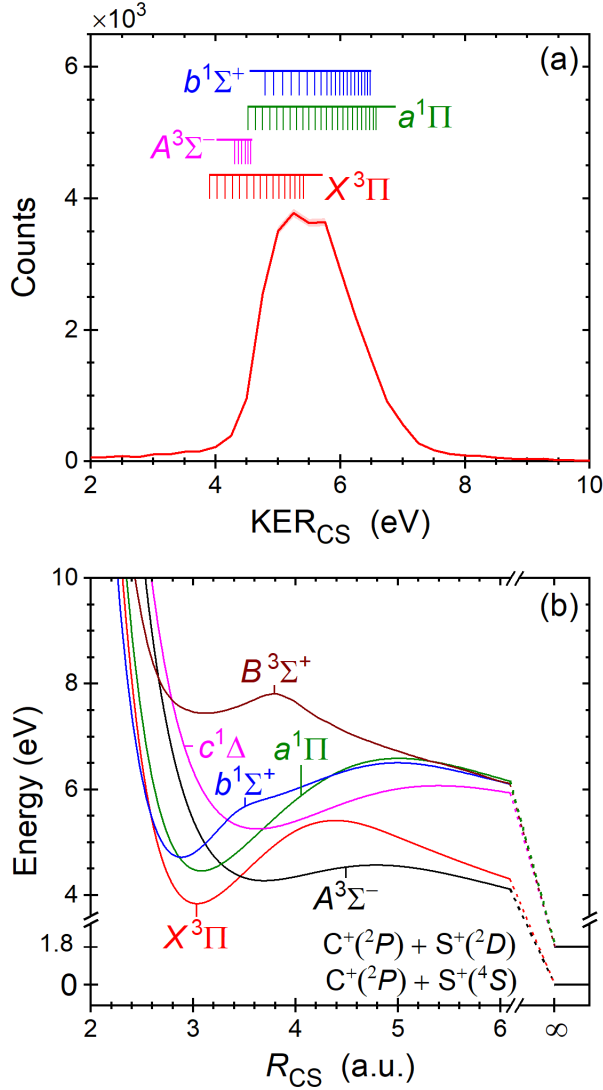 ×10³
(a)
6
b¹Σ⁺
a¹Π
A³Σ⁻
4
X³Π
Counts
2
0
2 4 6 8 10
KER_CS (eV)
10
(b)
B³Σ⁺
8
c¹Δ
a¹Π
b¹Σ⁺
6
Energy (eV)
4
A³Σ⁻
X³Π
1.8
C⁺(²P) + S⁺(²D)
C⁺(²P) + S⁺(⁴S)
0
2 3 4 5 6 ∞
R_CS (a.u.)